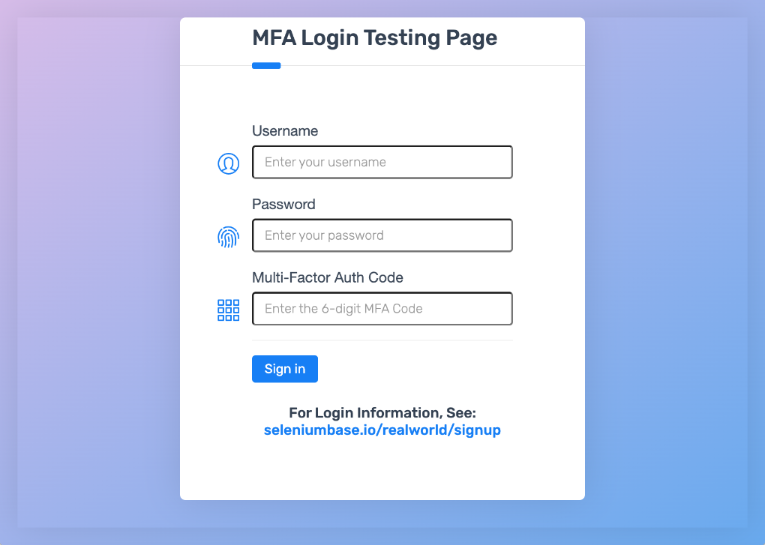 MFA Login Testing Page
Username
Enter your username
Password
Enter your password
Multi-Factor Auth Code
Enter the 6-digit MFA Code
Sign in
For Login Information, See:
seleniumbase.io/realworld/signup